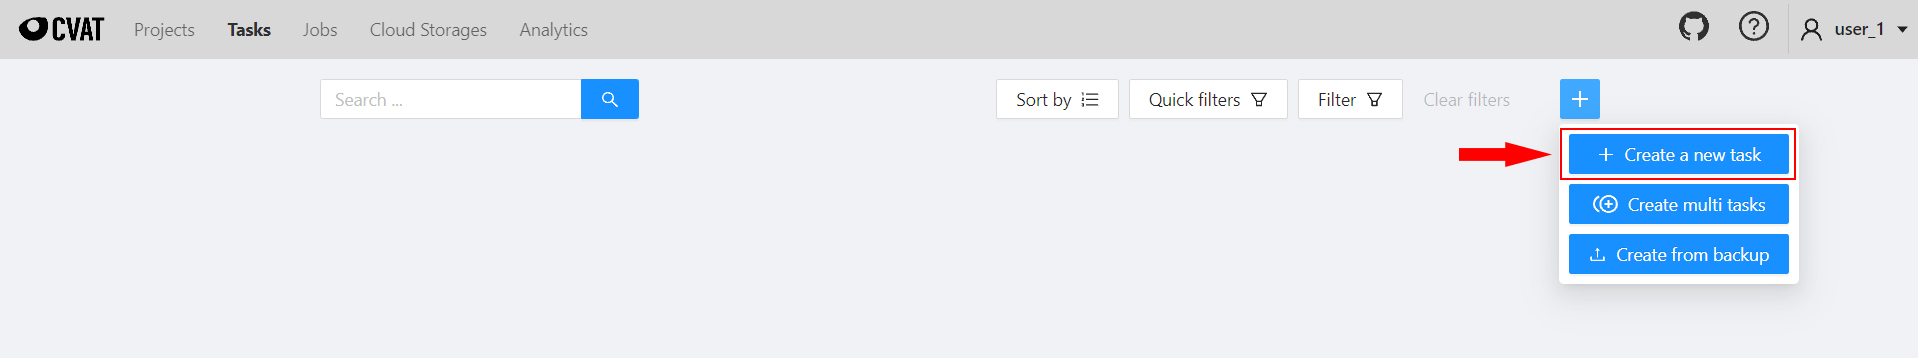 CVAT Projects Tasks Jobs Cloud Storages Analytics user_1
Search ... Sort by Quick filters Filter Clear filters
Create a new task
Create multi tasks
Create from backup